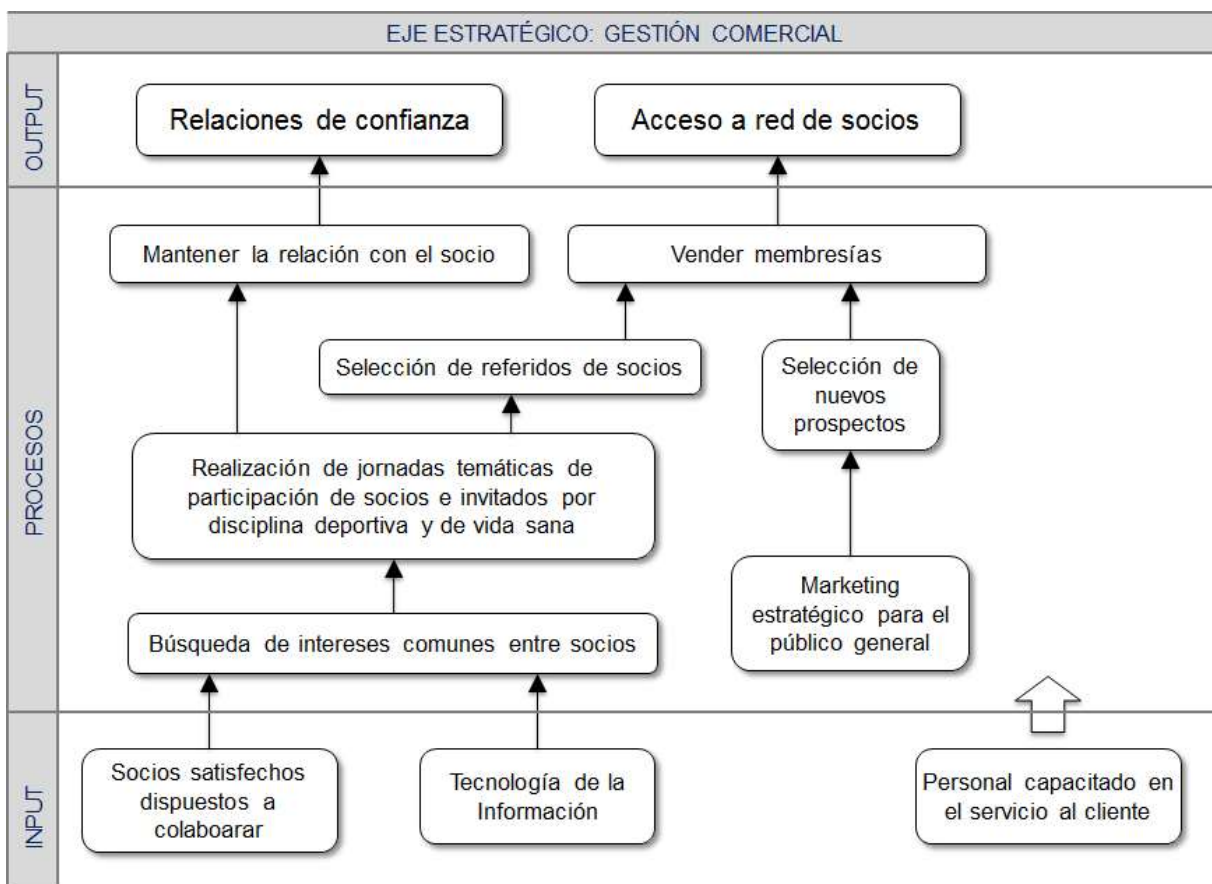 EJE ESTRATÉGICO: GESTIÓN COMERCIAL
OUTPUT
Relaciones de confianza
Acceso a red de socios
PROCESOS
Mantener la relación con el socio
Vender membresías
Selección de referidos de socios
Selección de
nuevos
prospectos
Realización de jornadas temáticas de
participación de socios e invitados por
disciplina deportiva y de vida sana
Marketing
estratégico para el
público general
Búsqueda de intereses comunes entre socios
INPUT
Socios satisfechos
dispuestos a
colaboarar
Tecnología de la
Información
Personal capacitado en
el servicio al cliente